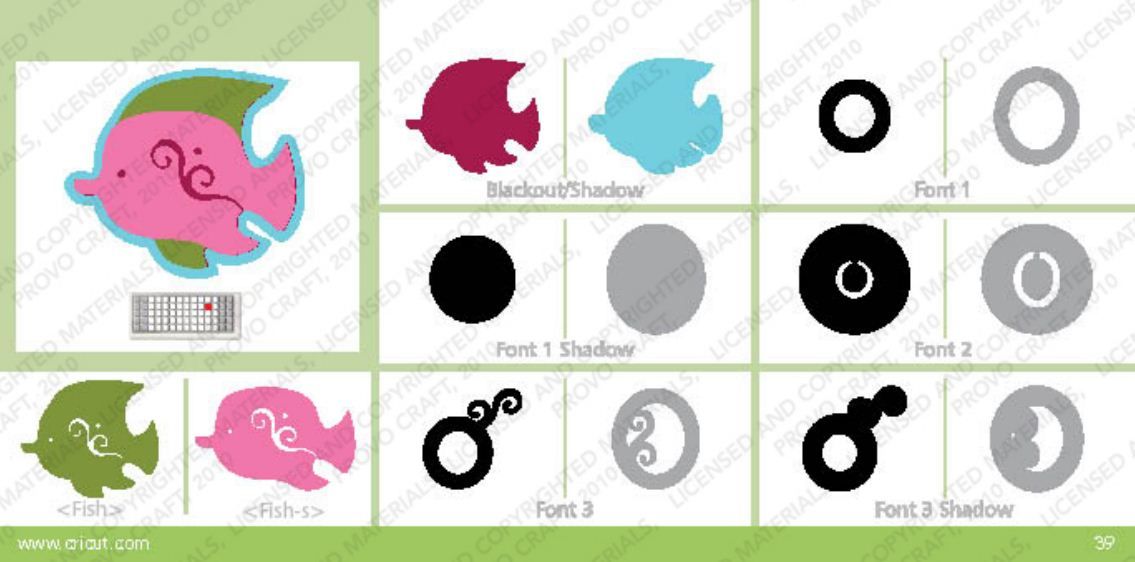 Blackout/Shadow
Font 1
Font 1 Shadow
Font 2
Font 3
Font 3 Shadow
<Fish>
<Fish-s>
www.cricut.com
39
LICENSED AND COPYRIGHTED MATERIALS,
PROVO CRAFT, 2010